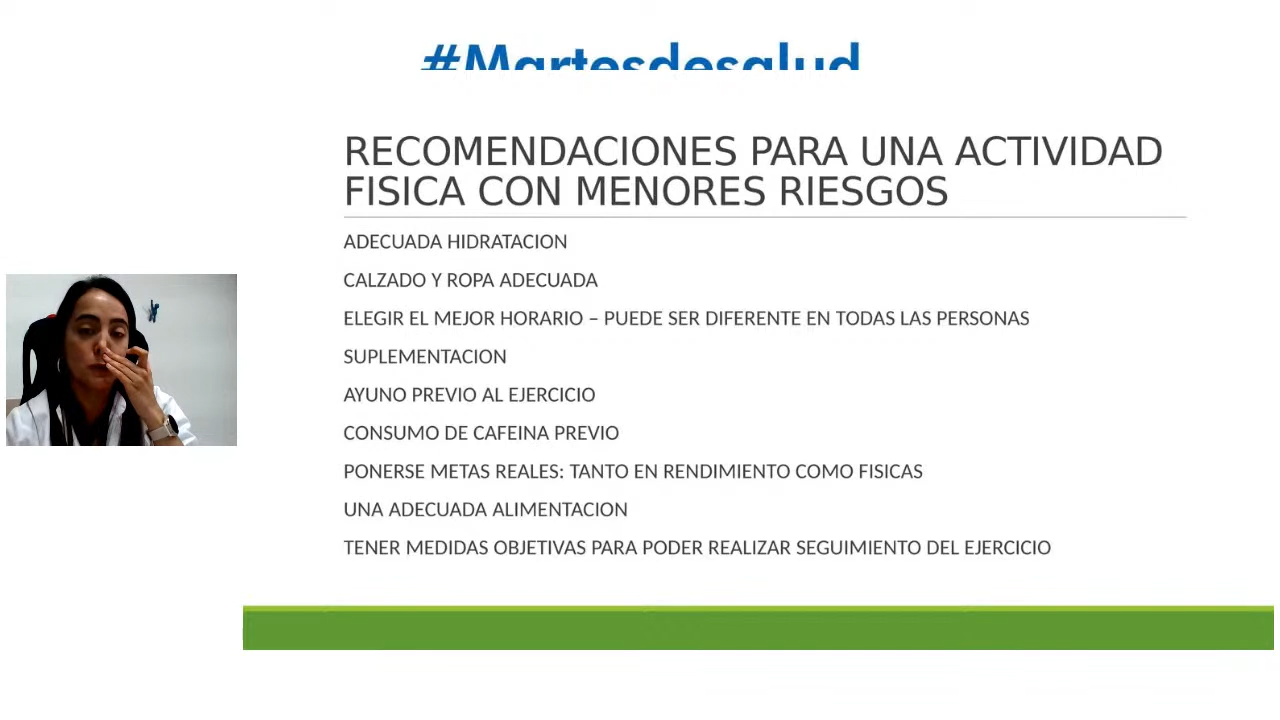 #Martesdesalud
RECOMENDACIONES PARA UNA ACTIVIDAD
FISICA CON MENORES RIESGOS
ADECUADA HIDRATACION
CALZADO Y ROPA ADECUADA
ELEGIR EL MEJOR HORARIO – PUEDE SER DIFERENTE EN TODAS LAS PERSONAS
SUPLEMENTACION
AYUNO PREVIO AL EJERCICIO
CONSUMO DE CAFEINA PREVIO
PONERSE METAS REALES: TANTO EN RENDIMIENTO COMO FISICAS
UNA ADECUADA ALIMENTACION
TENER MEDIDAS OBJETIVAS PARA PODER REALIZAR SEGUIMIENTO DEL EJERCICIO